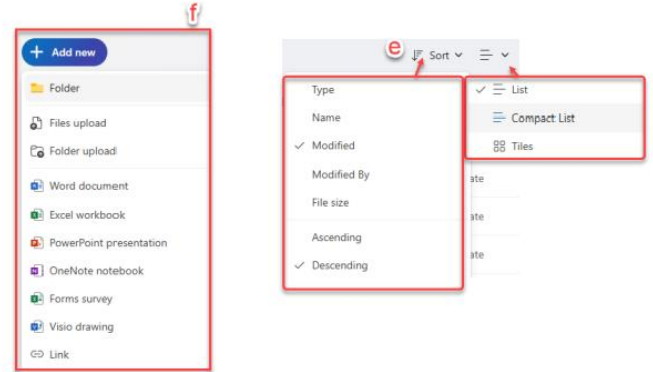 f
+ Add new
Folder
Files upload
Folder upload
Word document
Excel workbook
PowerPoint presentation
OneNote notebook
Forms survey
Visio drawing
Link
e
Sort
Type
Name
Modified
Modified By
File size
Ascending
Descending
List
Compact List
Tiles
ate
ate
ate